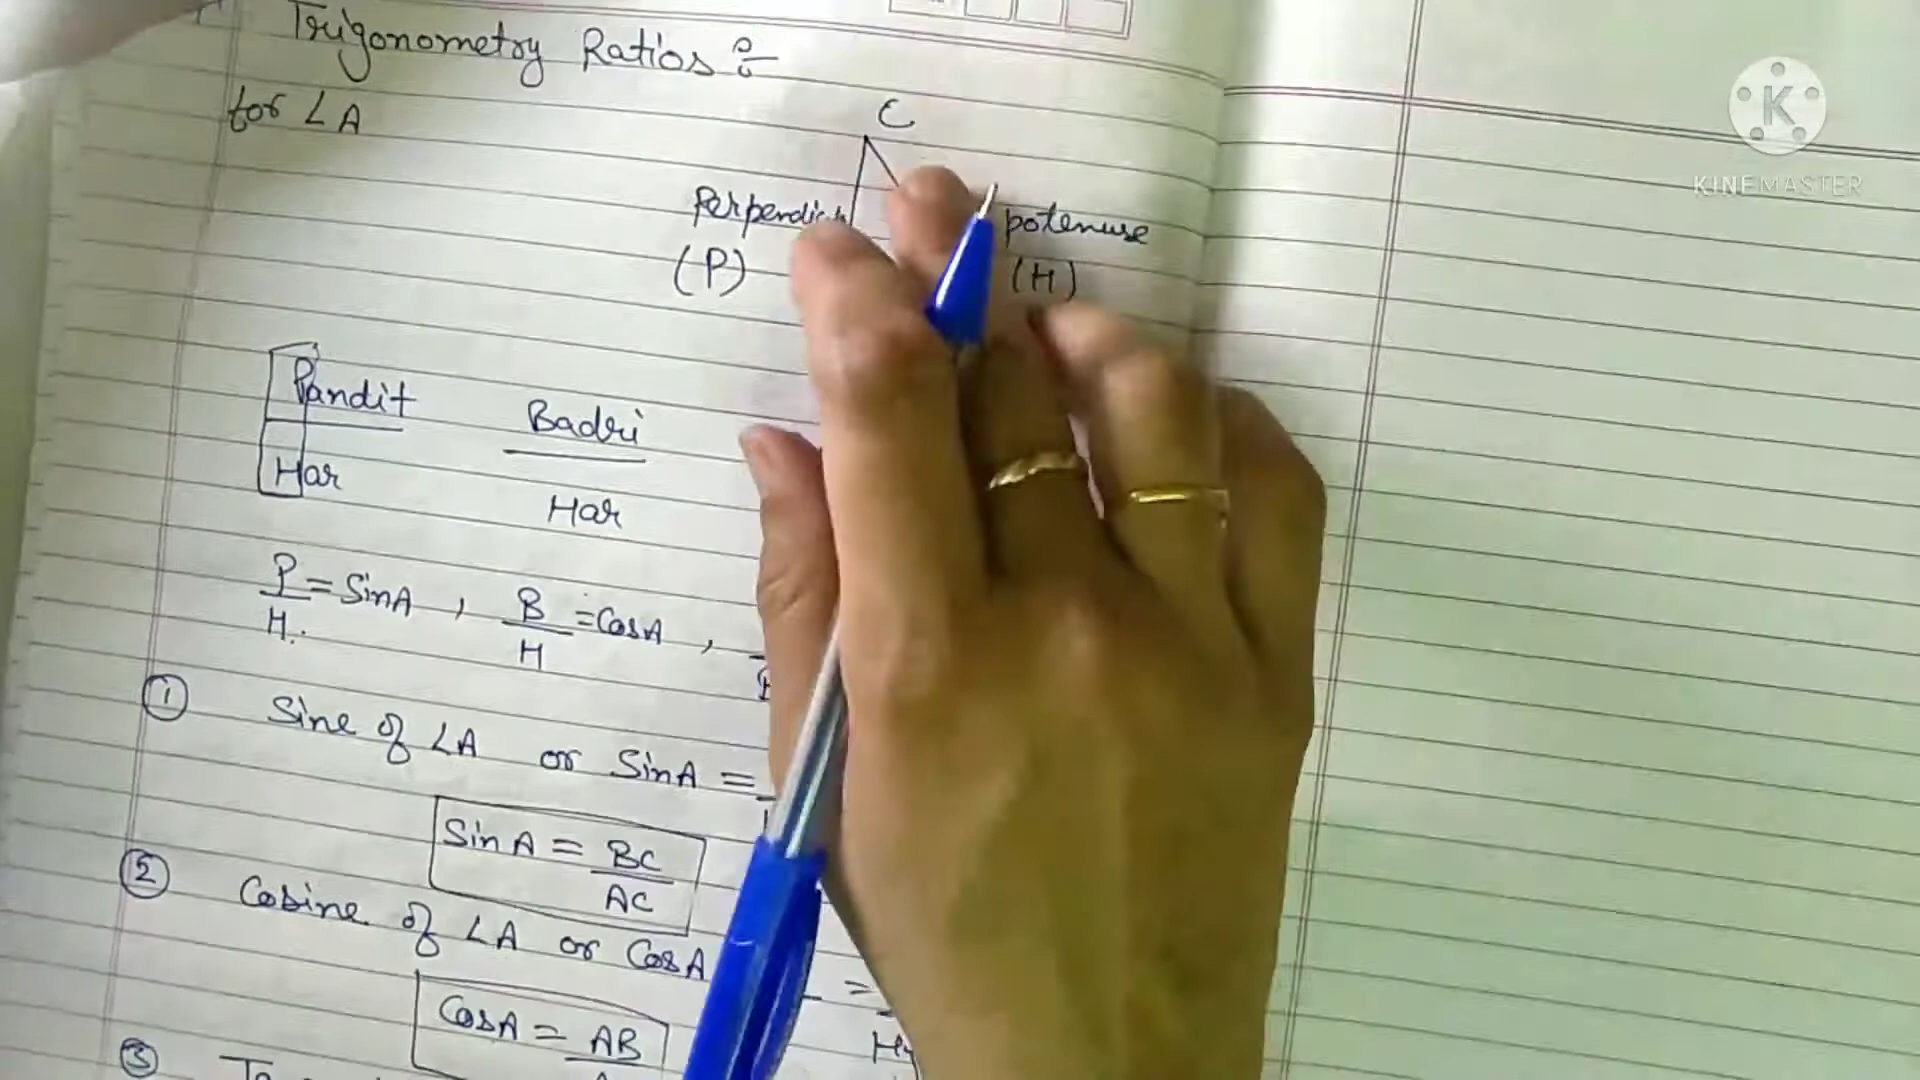 Trigonometry Ratios :-
for ∠A
C
Perpendicu
potenuse
(P)
(H)
Pandit
Har
Badri
Har
P/H = SinA , B/H = CosA ,
① Sine of ∠A or SinA =
SinA = BC/AC
② Cosine of ∠A or CosA =
CosA = AB
③
K
KINEMASTER